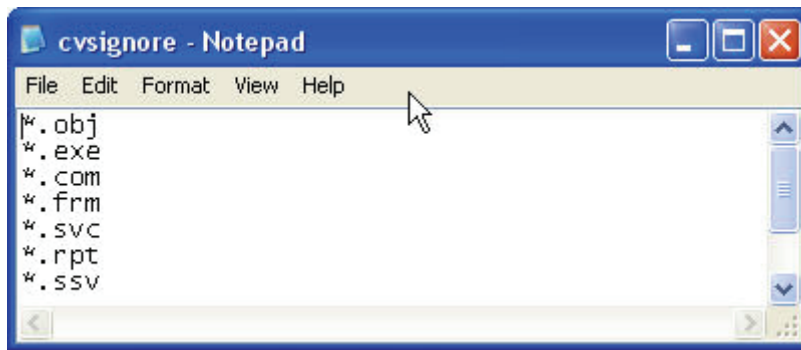 cvsignore - Notepad
File Edit Format View Help
*.obj
*.exe
*.com
*.frm
*.svc
*.rpt
*.ssv